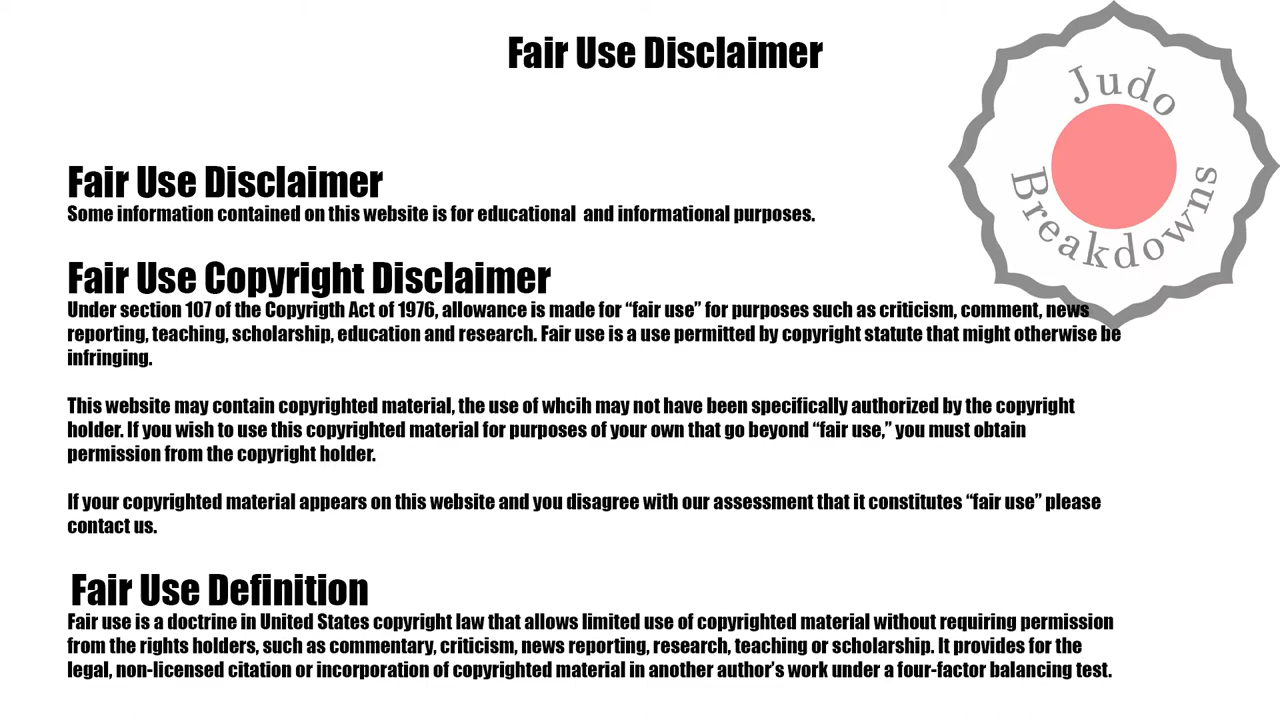 Fair Use Disclaimer
Judo
Breakdowns
Fair Use Disclaimer
Some information contained on this website is for educational  and informational purposes.
Fair Use Copyright Disclaimer
Under section 107 of the Copyrigth Act of 1976, allowance is made for “fair use” for purposes such as criticism, comment, news
reporting, teaching, scholarship, education and research. Fair use is a use permitted by copyright statute that might otherwise be
infringing.
This website may contain copyrighted material, the use of whcih may not have been specifically authorized by the copyright
holder. If you wish to use this copyrighted material for purposes of your own that go beyond “fair use,” you must obtain
permission from the copyright holder.
If your copyrighted material appears on this website and you disagree with our assessment that it constitutes “fair use” please
contact us.
Fair Use Definition
Fair use is a doctrine in United States copyright law that allows limited use of copyrighted material without requiring permission
from the rights holders, such as commentary, criticism, news reporting, research, teaching or scholarship. It provides for the
legal, non-licensed citation or incorporation of copyrighted material in another author’s work under a four-factor balancing test.